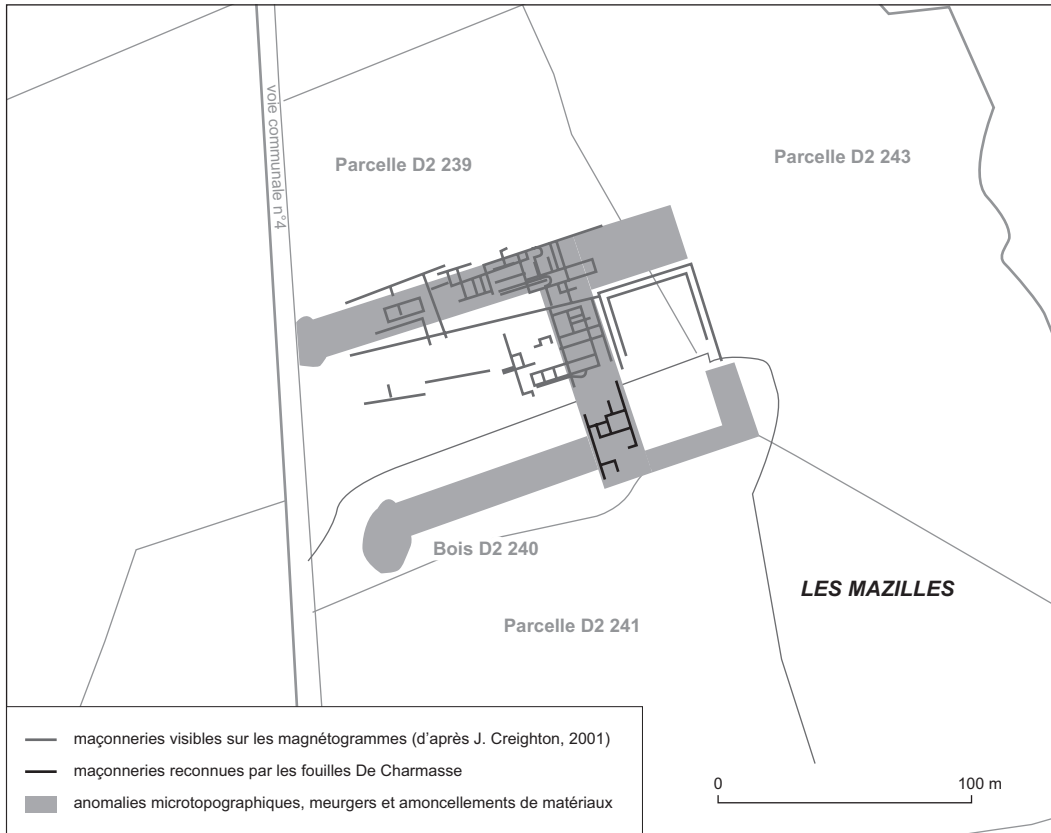 voie communale n°4
Parcelle D2 239
Parcelle D2 243
Bois D2 240
LES MAZILLES
Parcelle D2 241
maçonneries visibles sur les magnétogrammes (d'après J. Creighton, 2001)
maçonneries reconnues par les fouilles De Charmasse
anomalies microtopographiques, meurgers et amoncellements de matériaux
0 100 m